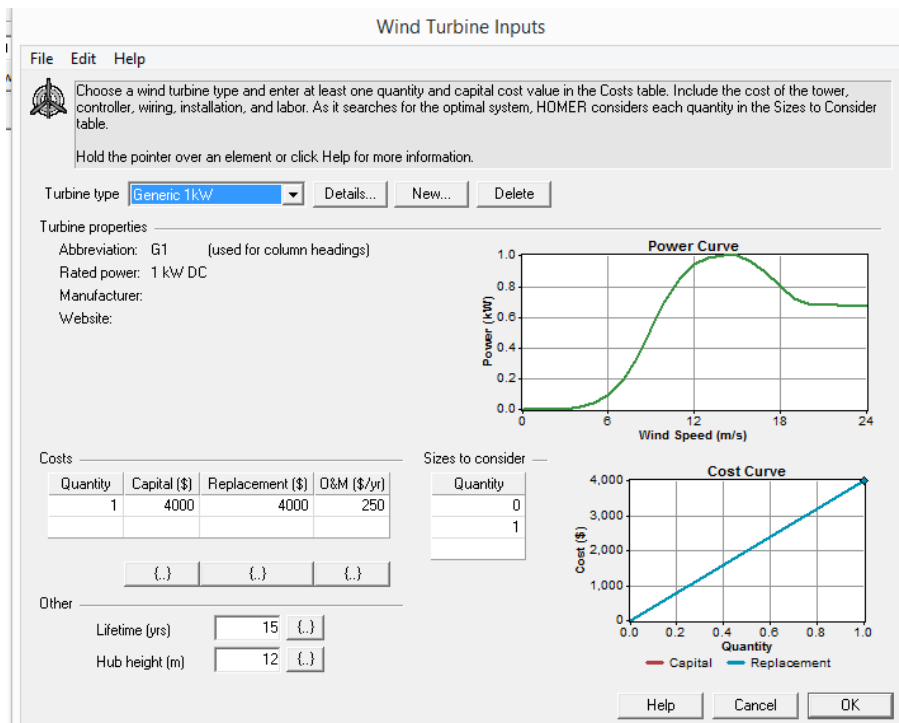 Wind Turbine Inputs
File Edit Help
Choose a wind turbine type and enter at least one quantity and capital cost value in the Costs table. Include the cost of the tower,
controller, wiring, installation, and labor. As it searches for the optimal system, HOMER considers each quantity in the Sizes to Consider
table.
Hold the pointer over an element or click Help for more information.
Turbine type Generic 1kW Details... New... Delete
Turbine properties
Abbreviation: G1 (used for column headings)
Rated power: 1 kW DC
Manufacturer:
Website:
Power Curve
Power (kW)
1.0
0.8
0.6
0.4
0.2
0.0
0 6 12 18 24
Wind Speed (m/s)
Costs
Quantity Capital ($) Replacement ($) O&M ($/yr)
1 4000 4000 250
{..} {..} {..}
Sizes to consider
Quantity
0
1
Cost Curve
Cost ($)
4,000
3,000
2,000
1,000
0
0.0 0.2 0.4 0.6 0.8 1.0
Quantity
Capital Replacement
Other
Lifetime (yrs) 15 {..}
Hub height (m) 12 {..}
Help Cancel OK